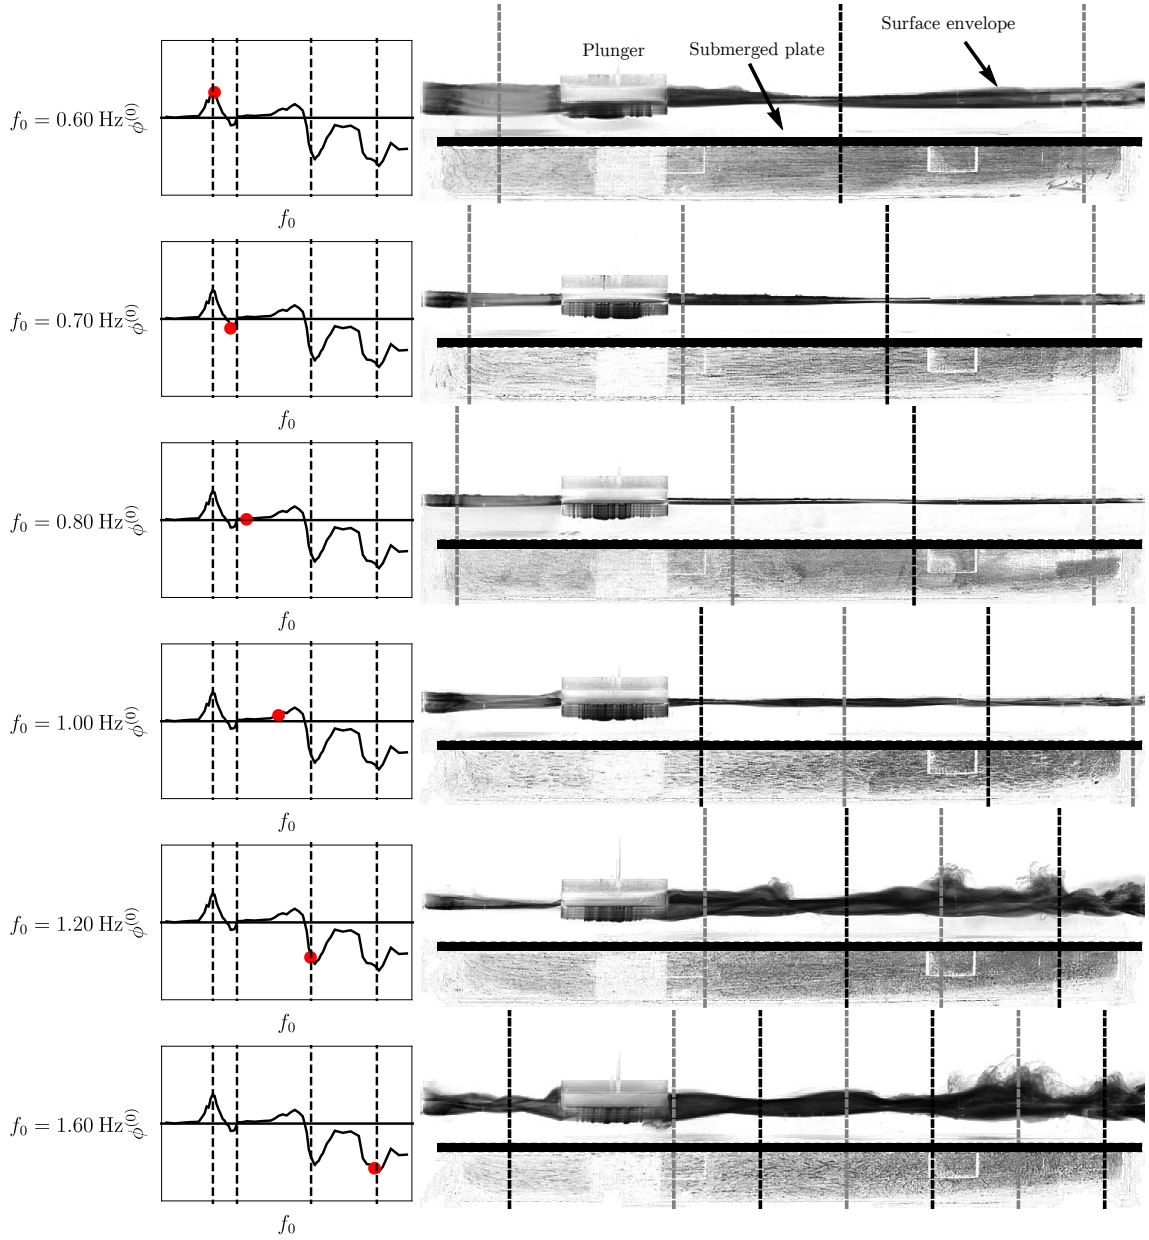 Surface envelope
Plunger
Submerged plate
f₀ = 0.60 Hz
ϕ⁽⁰⁾
f₀
f₀ = 0.70 Hz
ϕ⁽⁰⁾
f₀
f₀ = 0.80 Hz
ϕ⁽⁰⁾
f₀
f₀ = 1.00 Hz
ϕ⁽⁰⁾
f₀
f₀ = 1.20 Hz
ϕ⁽⁰⁾
f₀
f₀ = 1.60 Hz
ϕ⁽⁰⁾
f₀